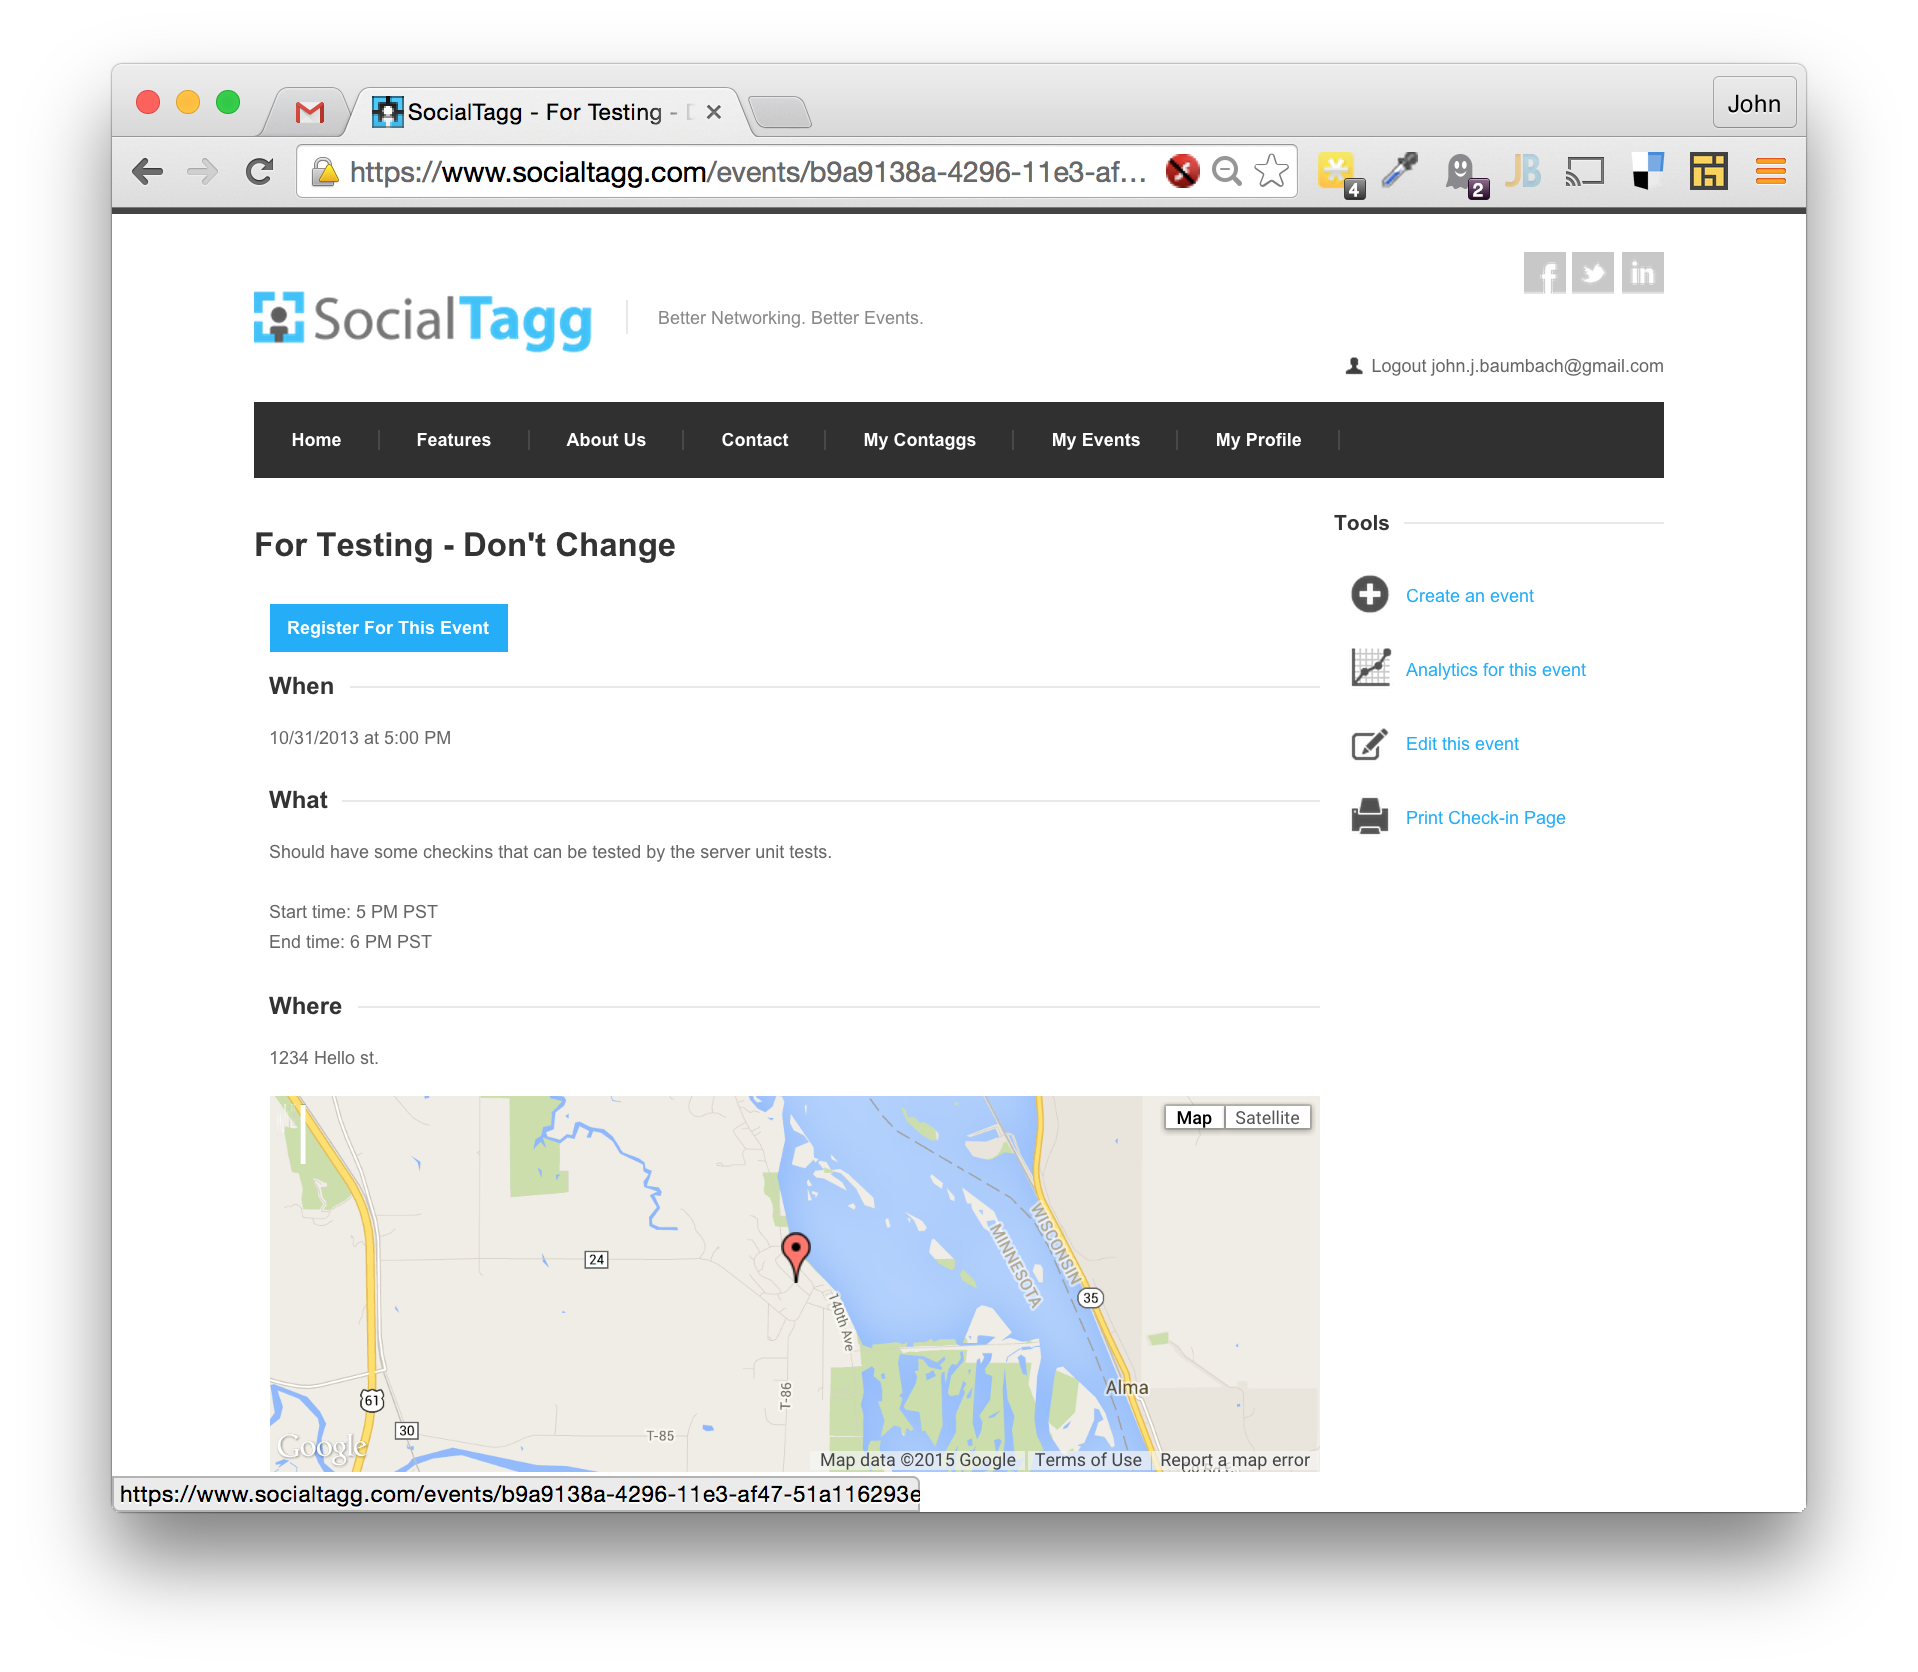 SocialTagg - For Testing - D
John
https://www.socialtagg.com/events/b9a9138a-4296-11e3-af...
4
2
JB
SocialTagg
Better Networking. Better Events.
Logout john.j.baumbach@gmail.com
Home
Features
About Us
Contact
My Contaggs
My Events
My Profile
For Testing - Don't Change
Tools
Create an event
Analytics for this event
Edit this event
Print Check-in Page
Register For This Event
When
10/31/2013 at 5:00 PM
What
Should have some checkins that can be tested by the server unit tests.
Start time: 5 PM PST
End time: 6 PM PST
Where
1234 Hello st.
Map
Satellite
WISCONSIN
MINNESOTA
24
35
140th Ave
Alma
T-86
61
30
T-85
Google
Map data ©2015 Google
Terms of Use
Report a map error
https://www.socialtagg.com/events/b9a9138a-4296-11e3-af47-51a116293e